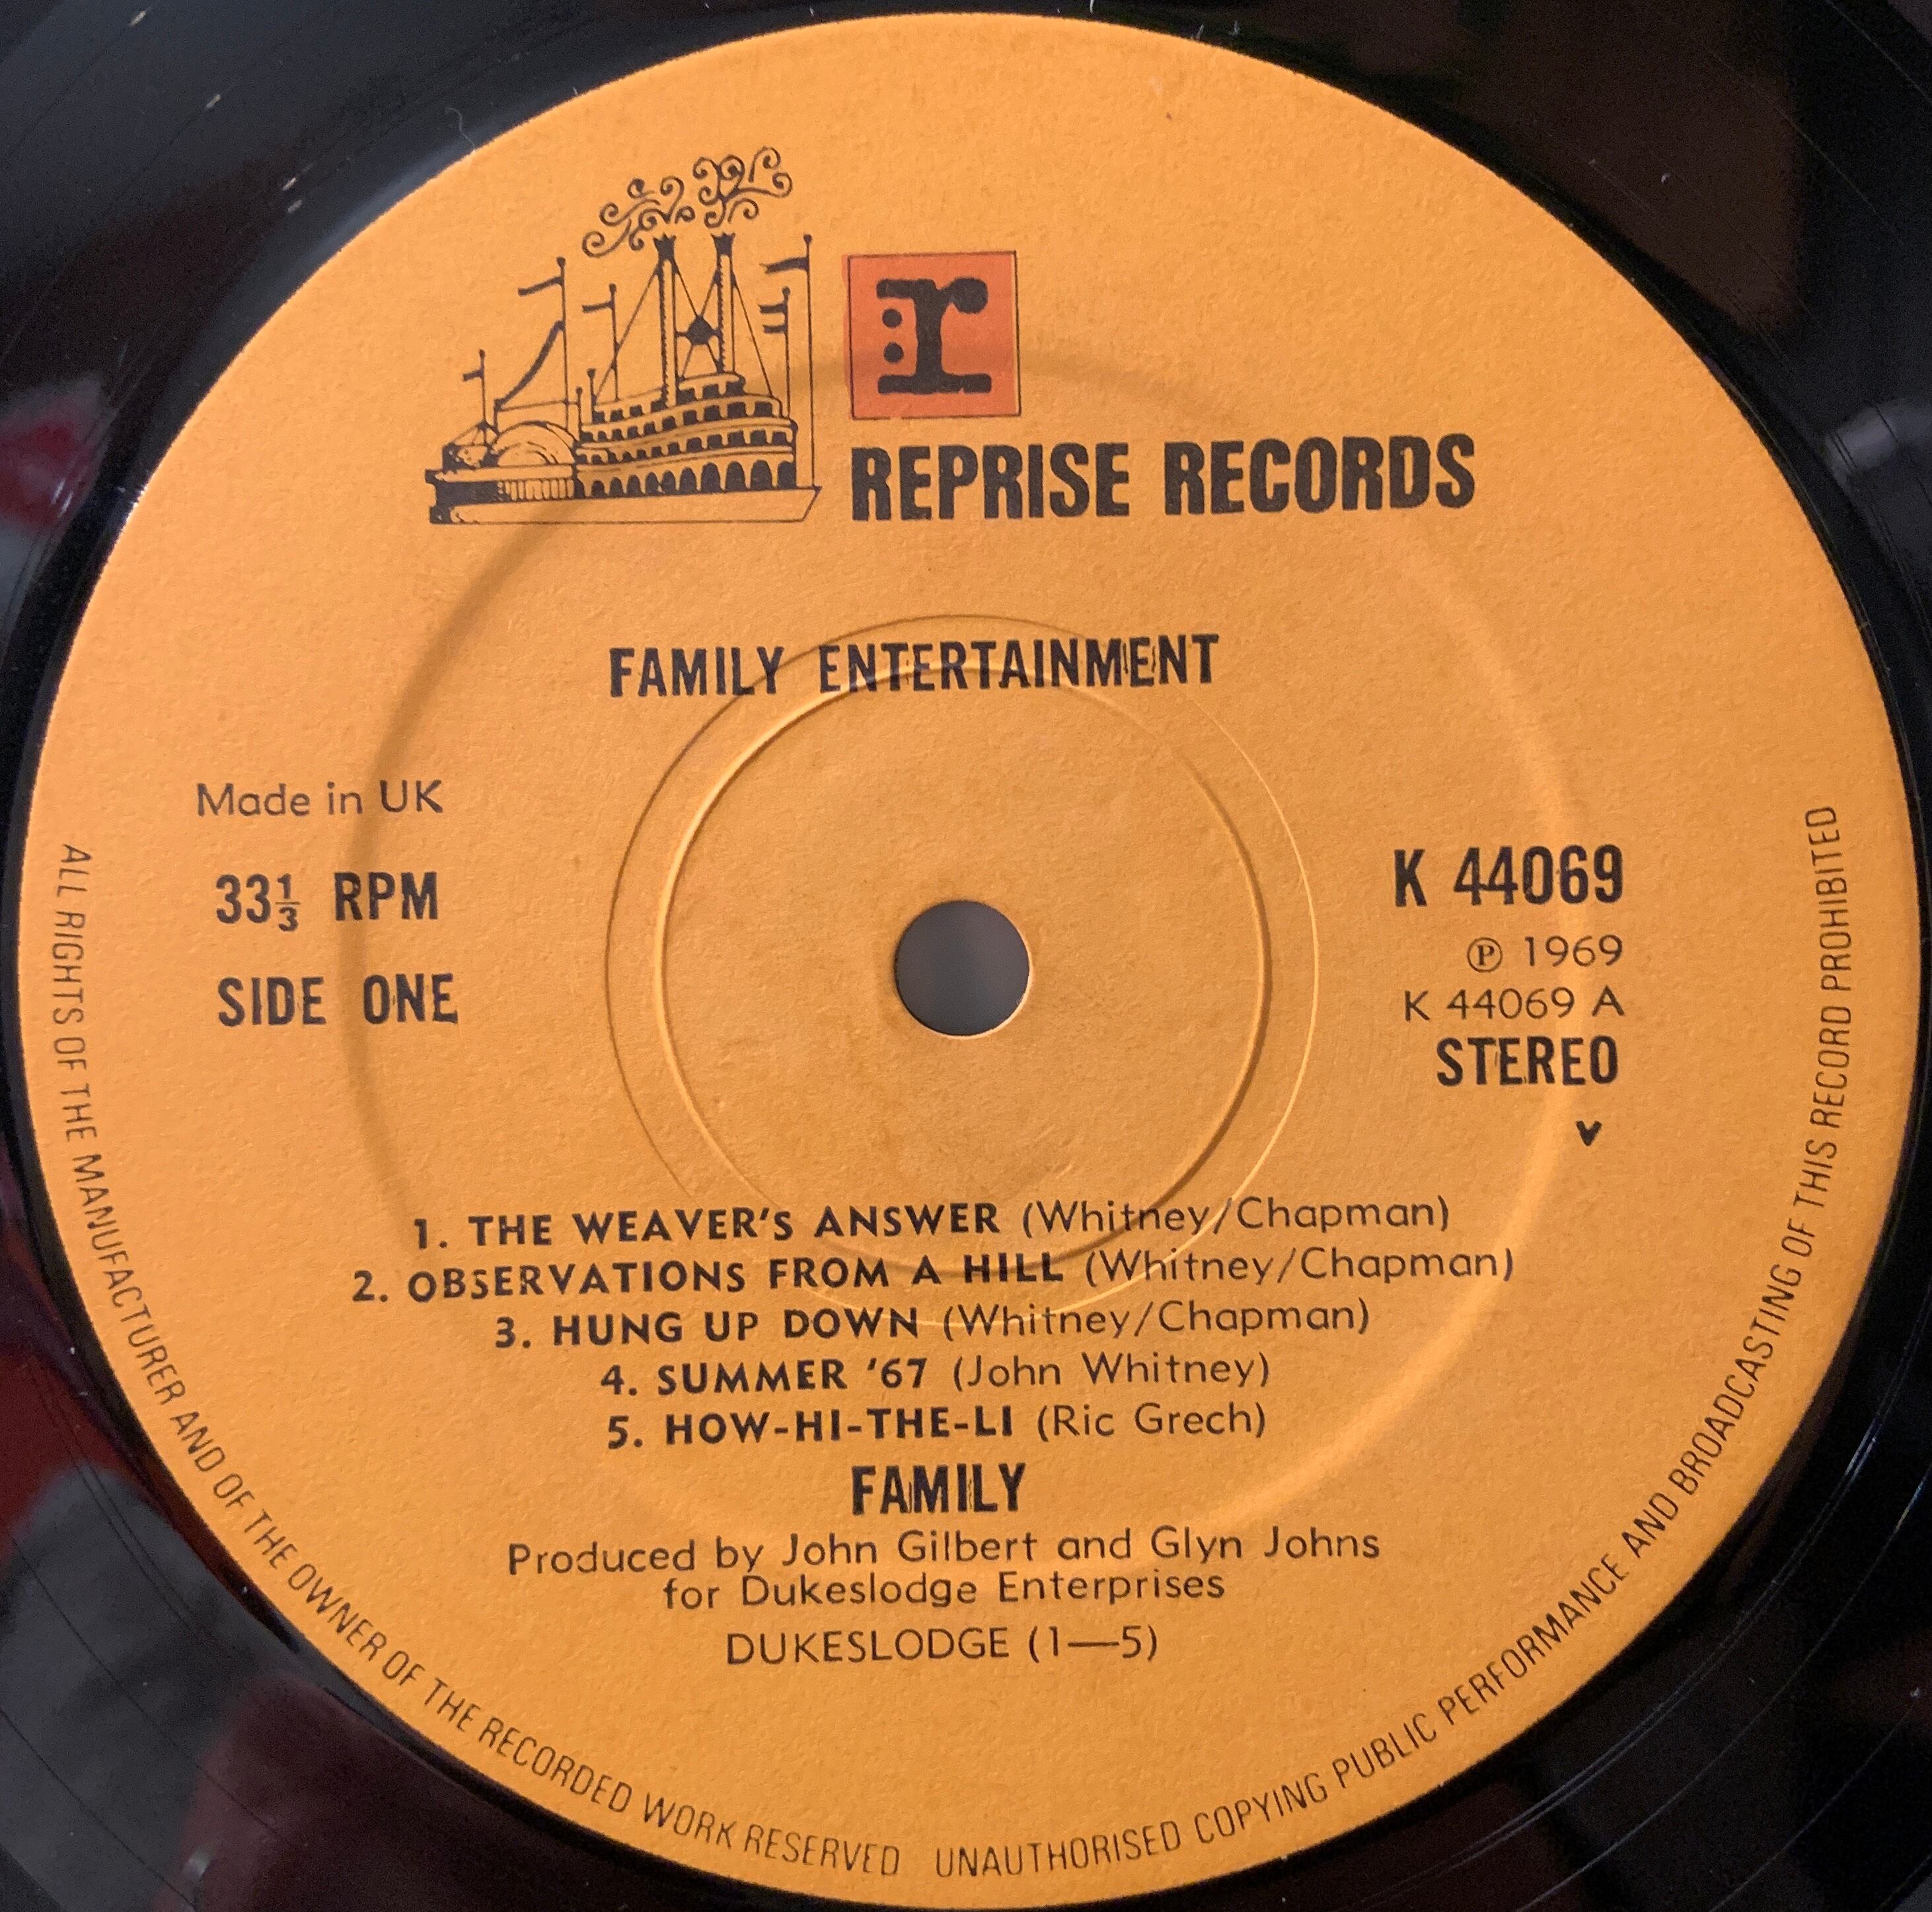 r
REPRISE RECORDS
FAMILY ENTERTAINMENT
Made in UK
33⅓ RPM
SIDE ONE
K 44069
℗ 1969
K 44069 A
STEREO
v
1. THE WEAVER'S ANSWER (Whitney/Chapman)
2. OBSERVATIONS FROM A HILL (Whitney/Chapman)
3. HUNG UP DOWN (Whitney/Chapman)
4. SUMMER '67 (John Whitney)
5. HOW-HI-THE-LI (Ric Grech)
FAMILY
Produced by John Gilbert and Glyn Johns
for Dukeslodge Enterprises
DUKESLODGE (1—5)
ALL RIGHTS OF THE MANUFACTURER AND OF THE OWNER OF THE RECORDED WORK RESERVED UNAUTHORISED COPYING PUBLIC PERFORMANCE AND BROADCASTING OF THIS RECORD PROHIBITED